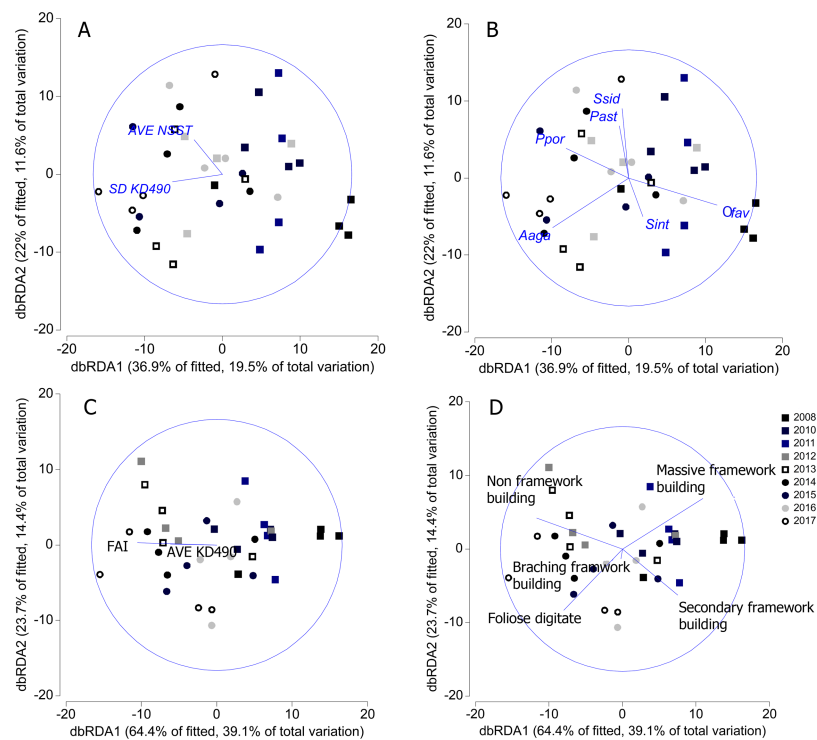 A
dbRDA2 (22% of fitted, 11.6% of total variation)
20
10
0
-10
-20
AVE NSST
SD KD490
-20 -10 0 10 20
dbRDA1 (36.9% of fitted, 19.5% of total variation)
B
dbRDA2 (22% of fitted, 11.6% of total variation)
20
10
0
-10
-20
Ssid
Past
Ppor
Ofav
Sint
Aaga
-20 -10 0 10 20
dbRDA1 (36.9% of fitted, 19.5% of total variation)
C
dbRDA2 (23.7% of fitted, 14.4% of total variation)
20
10
0
-10
-20
FAI
AVE KD490
-20 -10 0 10 20
dbRDA1 (64.4% of fitted, 39.1% of total variation)
D
dbRDA2 (23.7% of fitted, 14.4% of total variation)
20
10
0
-10
-20
Non framework
building
Massive framework
building
Braching framwork
building
Foliose digitate
Secondary framework
building
-20 -10 0 10 20
dbRDA1 (64.4% of fitted, 39.1% of total variation)
2008
2010
2011
2012
2013
2014
2015
2016
2017